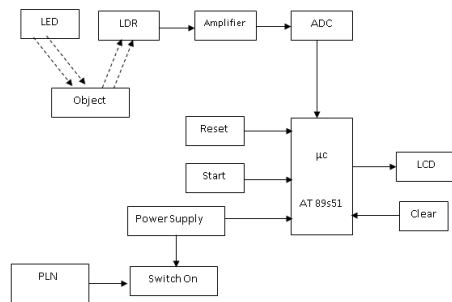 LED
LDR
Amplifier
ADC
Object
Reset
μc
LCD
Start
AT 89s51
Clear
Power Supply
PLN
Switch On